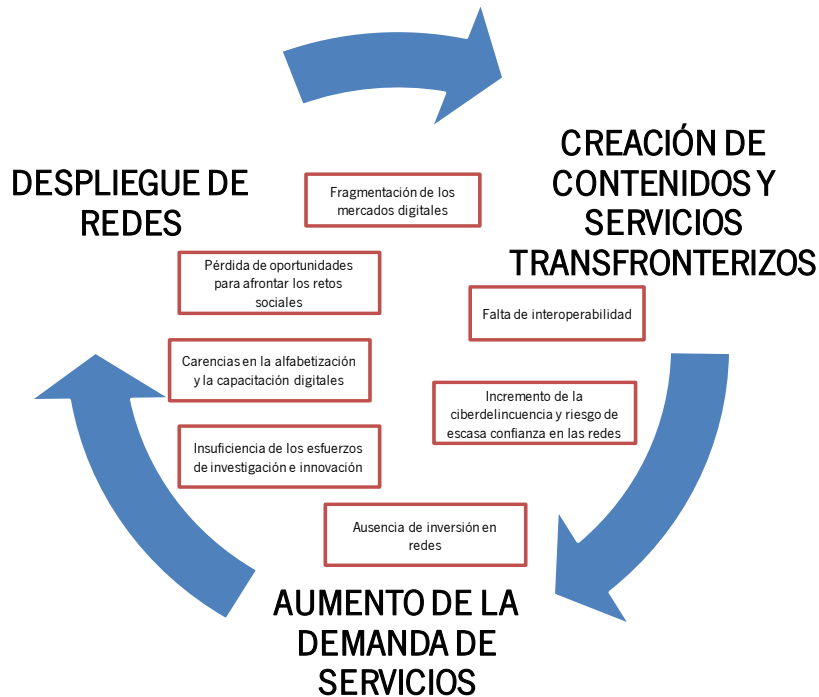 CREACIÓN DE
CONTENIDOS Y
SERVICIOS
TRANSFRONTERIZOS
DESPLIEGUE DE
REDES
Fragmentación de los
mercados digitales
Pérdida de oportunidades
para afrontar los retos
sociales
Falta de interoperabilidad
Carencias en la alfabetización
y la capacitación digitales
Incremento de la
ciberdelincuencia y riesgo de
escasa confianza en las redes
Insuficiencia de los esfuerzos
de investigación e innovación
Ausencia de inversión en
redes
AUMENTO DE LA
DEMANDA DE
SERVICIOS